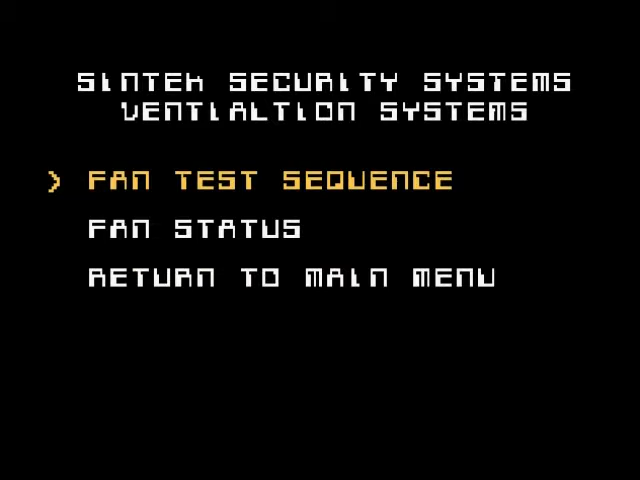 SINTEK SECURITY SYSTEMS
VENTIALTION SYSTEMS
> FAN TEST SEQUENCE
FAN STATUS
RETURN TO MAIN MENU